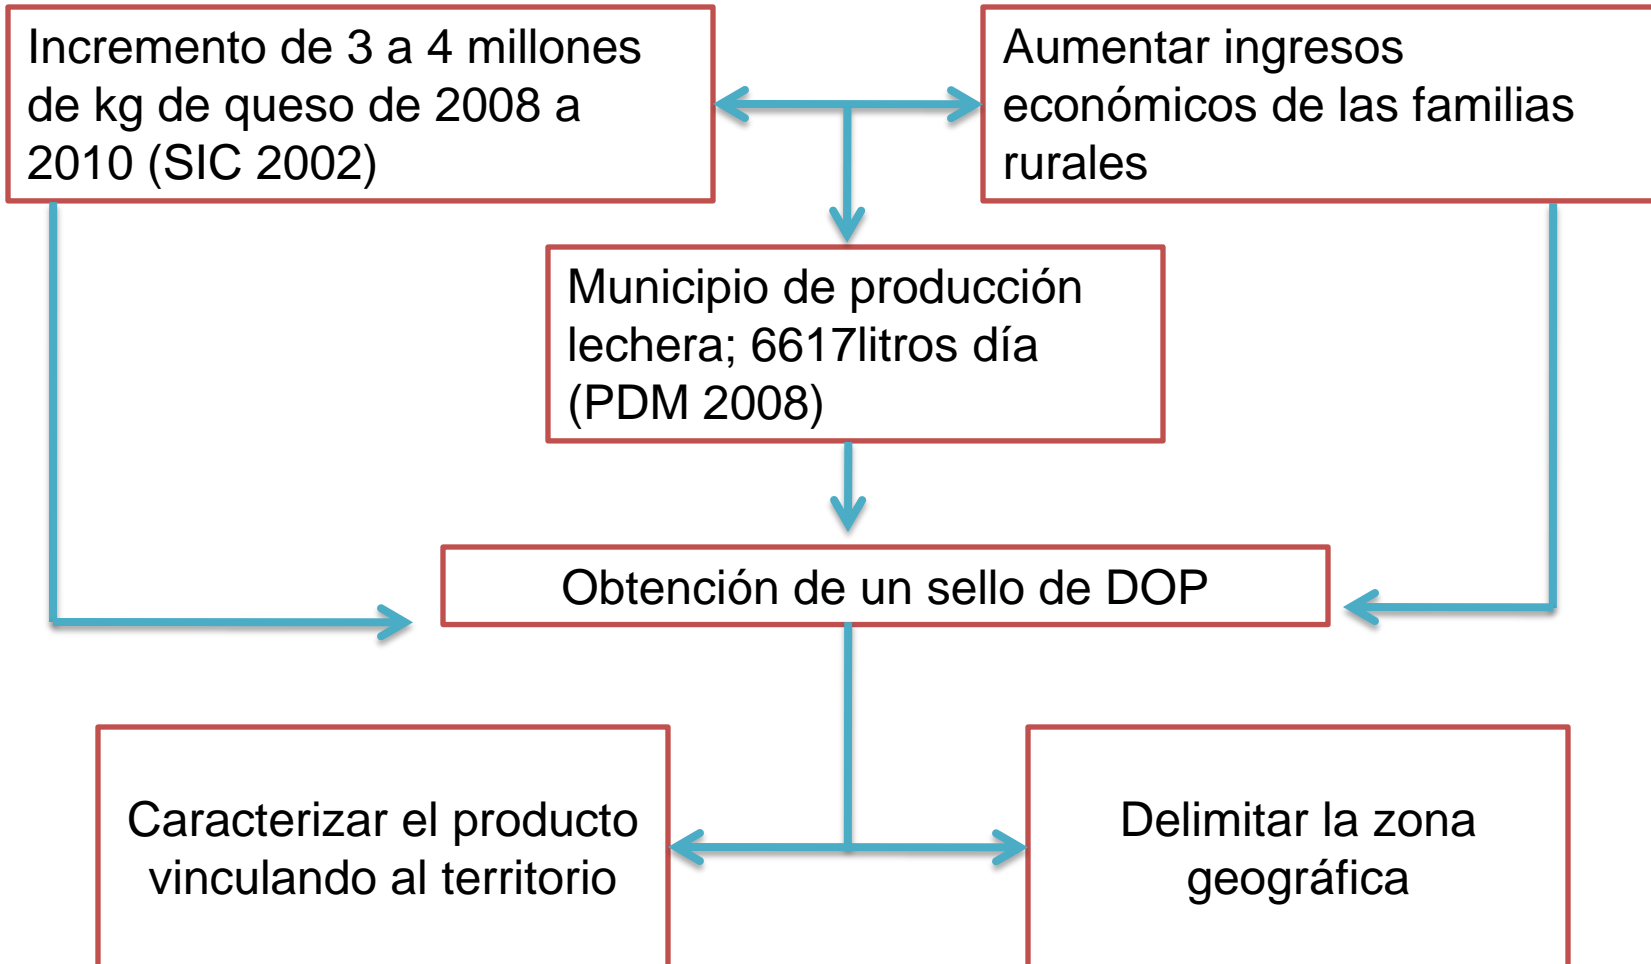 Incremento de 3 a 4 millones
de kg de queso de 2008 a
2010 (SIC 2002)
Aumentar ingresos
económicos de las familias
rurales
Municipio de producción
lechera; 6617litros día
(PDM 2008)
Obtención de un sello de DOP
Caracterizar el producto
vinculando al territorio
Delimitar la zona
geográfica